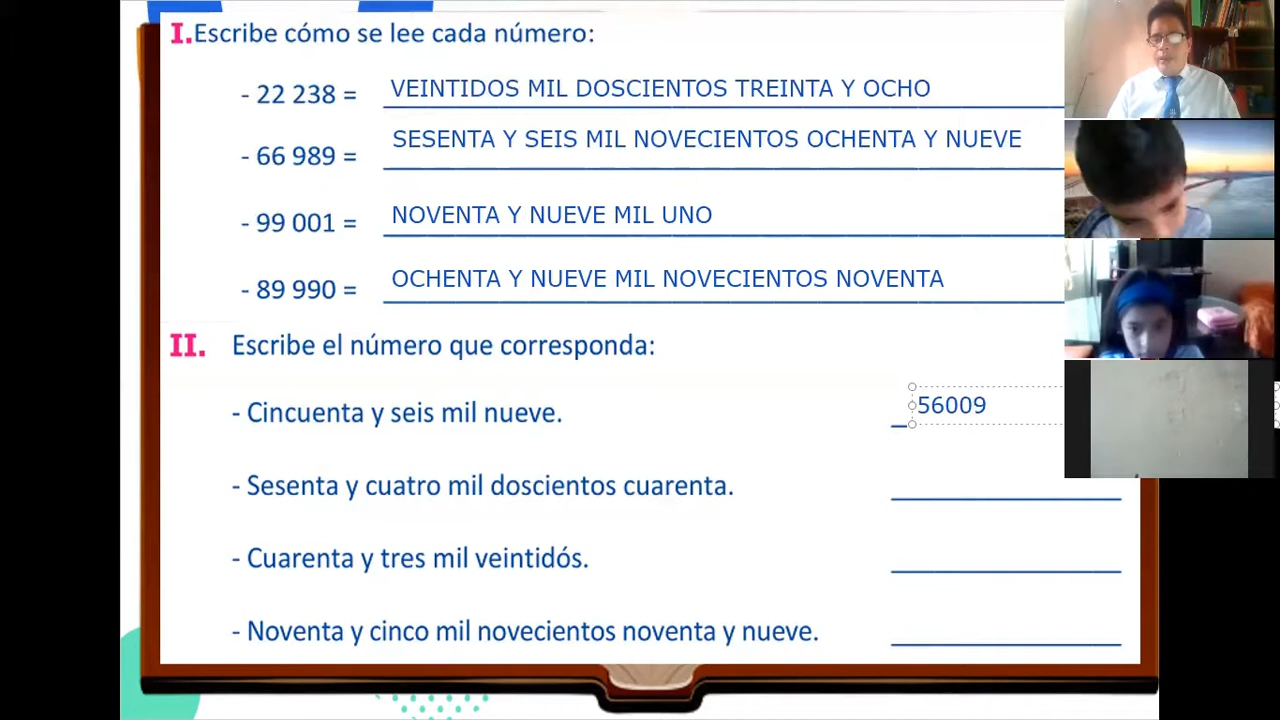 I. Escribe cómo se lee cada número:
- 22 238 = VEINTIDOS MIL DOSCIENTOS TREINTA Y OCHO
- 66 989 = SESENTA Y SEIS MIL NOVECIENTOS OCHENTA Y NUEVE
- 99 001 = NOVENTA Y NUEVE MIL UNO
- 89 990 = OCHENTA Y NUEVE MIL NOVECIENTOS NOVENTA
II. Escribe el número que corresponda:
- Cincuenta y seis mil nueve. 56009
- Sesenta y cuatro mil doscientos cuarenta.
- Cuarenta y tres mil veintidós.
- Noventa y cinco mil novecientos noventa y nueve.